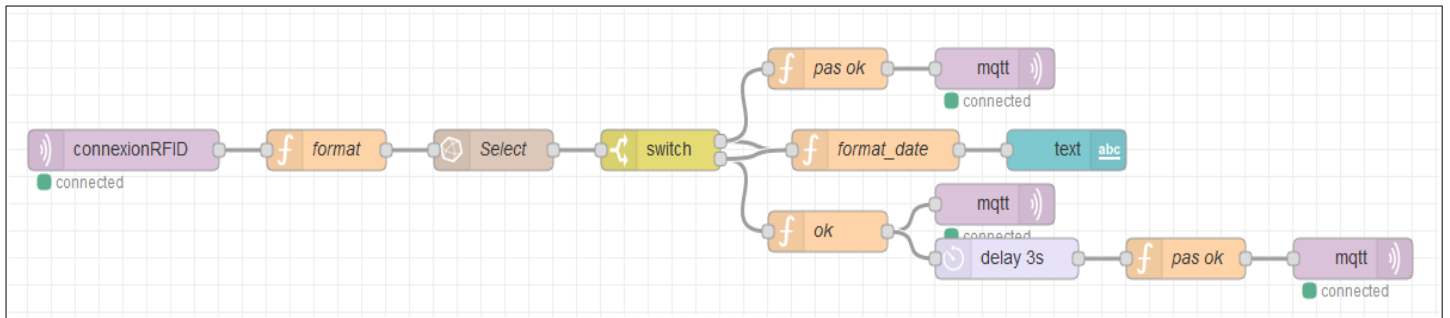 pas ok
mqtt
connected
connexionRFID
format
Select
switch
format_date
text
abc
connected
mqtt
connected
ok
delay 3s
pas ok
mqtt
connected